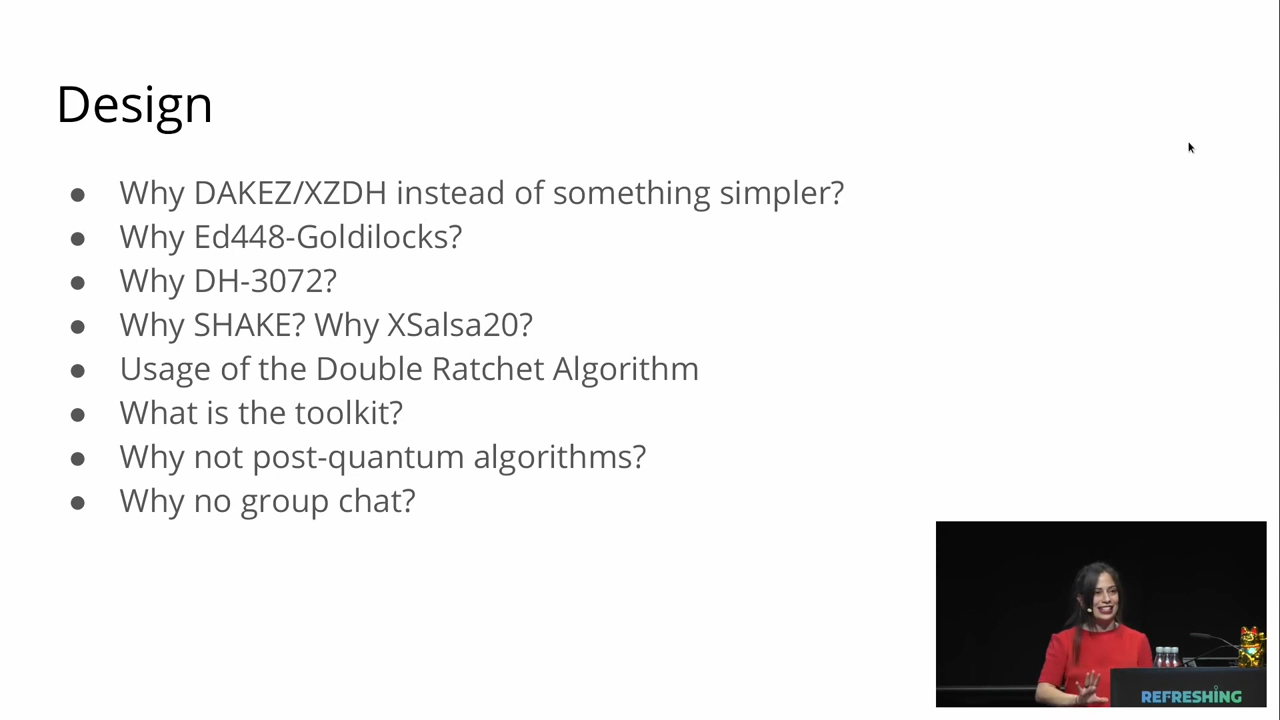 Design
● Why DAKEZ/XZDH instead of something simpler?
● Why Ed448-Goldilocks?
● Why DH-3072?
● Why SHAKE? Why XSalsa20?
● Usage of the Double Ratchet Algorithm
● What is the toolkit?
● Why not post-quantum algorithms?
● Why no group chat?
REFRESHING